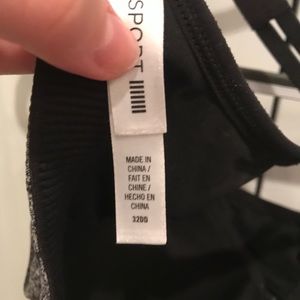 SPORT
MADE IN
CHINA /
FAIT EN
CHINE /
HECHO EN
CHINA
32DD